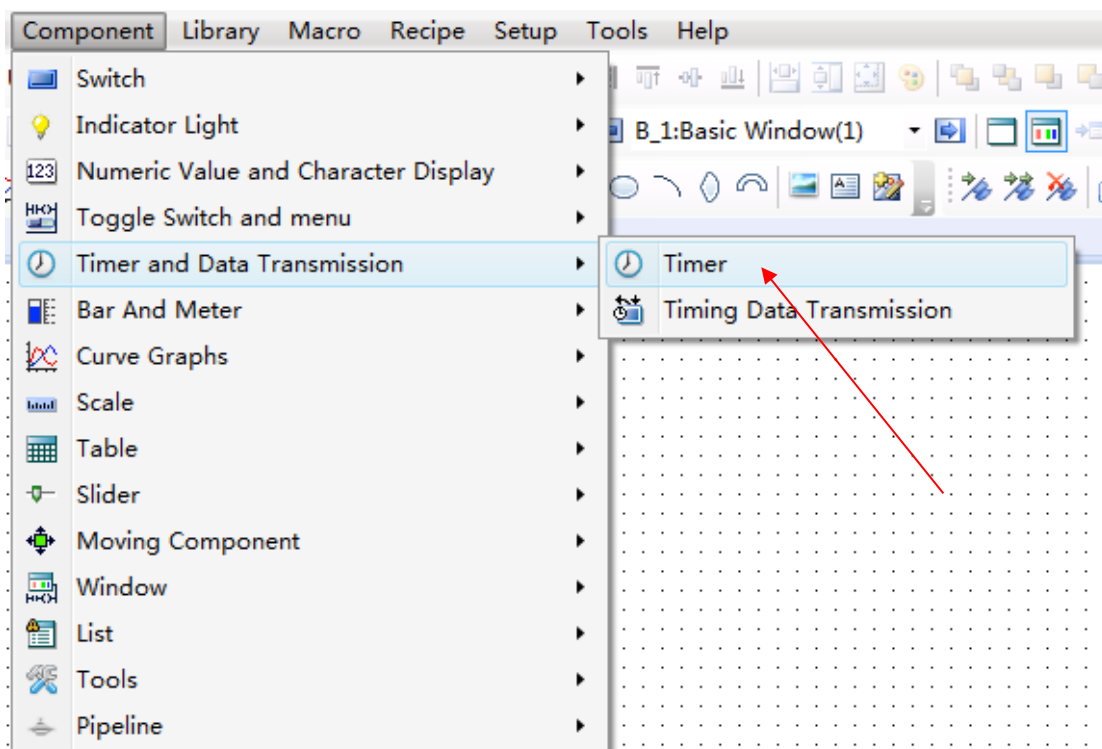 Component Library Macro Recipe Setup Tools Help
Switch
B_1:Basic Window(1)
Indicator Light
123 Numeric Value and Character Display
Toggle Switch and menu
Timer and Data Transmission
Timer
Timing Data Transmission
Bar And Meter
Curve Graphs
Scale
Table
Slider
Moving Component
Window
List
Tools
Pipeline